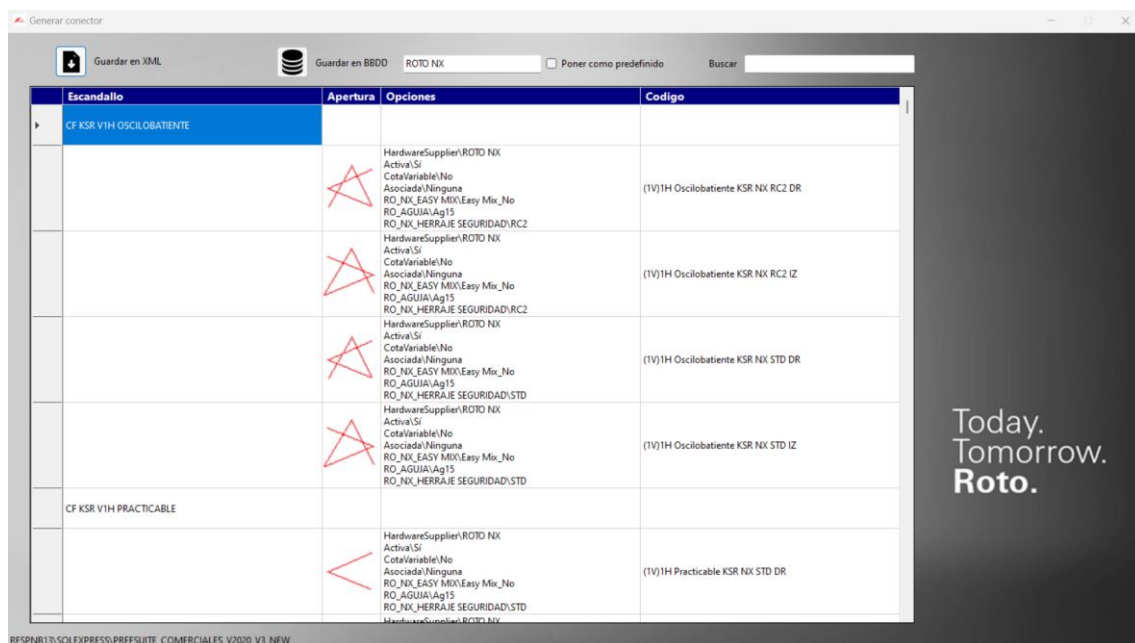 Generar conector
Guardar en XML
Guardar en BBDD
ROTO NX
Poner como predefinido
Buscar
Escandallo Apertura Opciones Codigo
CF KSR V1H OSCILOBATIENTE
HardwareSupplier\ROTO NX
Activa\Sí
CotaVariable\No
Asociada\Ninguna
RO_NX_EASY MIX\Easy Mix_No
RO_AGUJA\Ag15
RO_NX_HERRAJE SEGURIDAD\RC2
(1V)1H Oscilobatiente KSR NX RC2 DR
HardwareSupplier\ROTO NX
Activa\Sí
CotaVariable\No
Asociada\Ninguna
RO_NX_EASY MIX\Easy Mix_No
RO_AGUJA\Ag15
RO_NX_HERRAJE SEGURIDAD\RC2
(1V)1H Oscilobatiente KSR NX RC2 IZ
HardwareSupplier\ROTO NX
Activa\Sí
CotaVariable\No
Asociada\Ninguna
RO_NX_EASY MIX\Easy Mix_No
RO_AGUJA\Ag15
RO_NX_HERRAJE SEGURIDAD\STD
(1V)1H Oscilobatiente KSR NX STD DR
HardwareSupplier\ROTO NX
Activa\Sí
CotaVariable\No
Asociada\Ninguna
RO_NX_EASY MIX\Easy Mix_No
RO_AGUJA\Ag15
RO_NX_HERRAJE SEGURIDAD\STD
(1V)1H Oscilobatiente KSR NX STD IZ
CF KSR V1H PRACTICABLE
HardwareSupplier\ROTO NX
Activa\Sí
CotaVariable\No
Asociada\Ninguna
RO_NX_EASY MIX\Easy Mix_No
RO_AGUJA\Ag15
RO_NX_HERRAJE SEGURIDAD\STD
(1V)1H Practicable KSR NX STD DR
HardwareSupplier\ROTO NX
Today.
Tomorrow.
Roto.